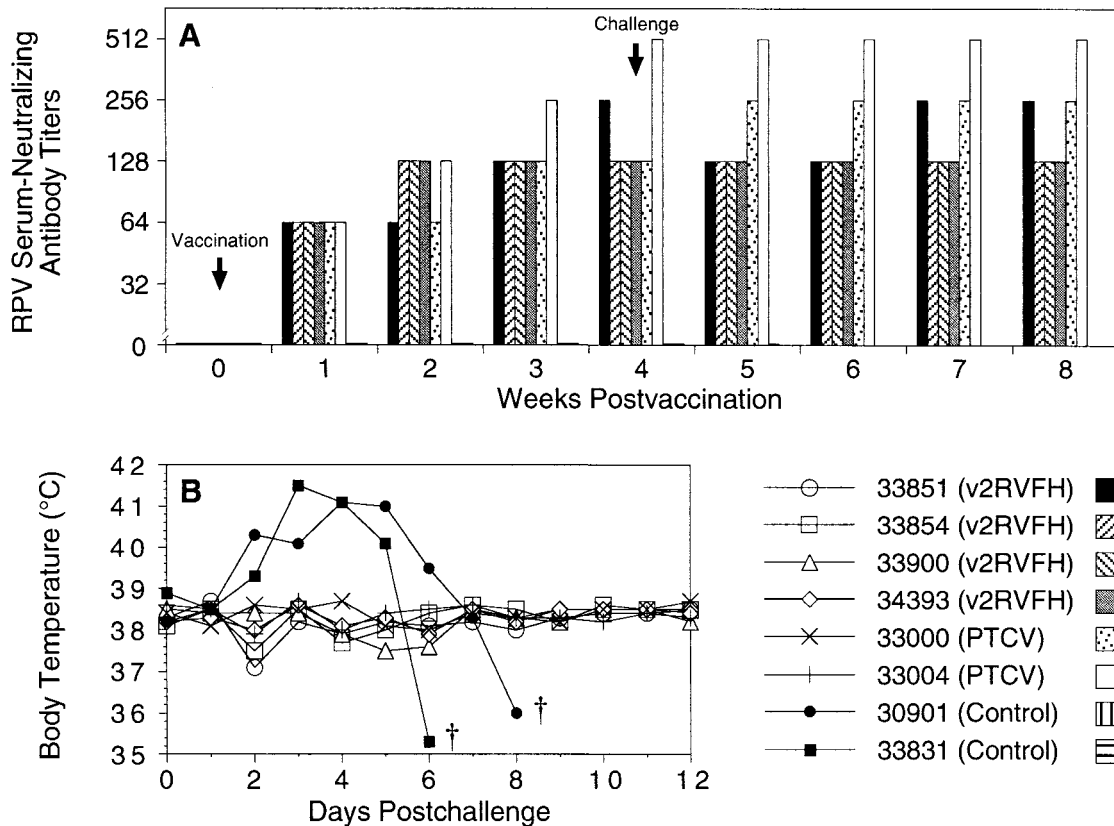 A
RPV Serum-Neutralizing
Antibody Titers
512
256
128
64
32
0
Vaccination
Challenge
0 1 2 3 4 5 6 7 8
Weeks Postvaccination
B
Body Temperature (°C)
42
41
40
39
38
37
36
35
†
†
0 2 4 6 8 10 12
Days Postchallenge
33851 (v2RVFH)
33854 (v2RVFH)
33900 (v2RVFH)
34393 (v2RVFH)
33000 (PTCV)
33004 (PTCV)
30901 (Control)
33831 (Control)